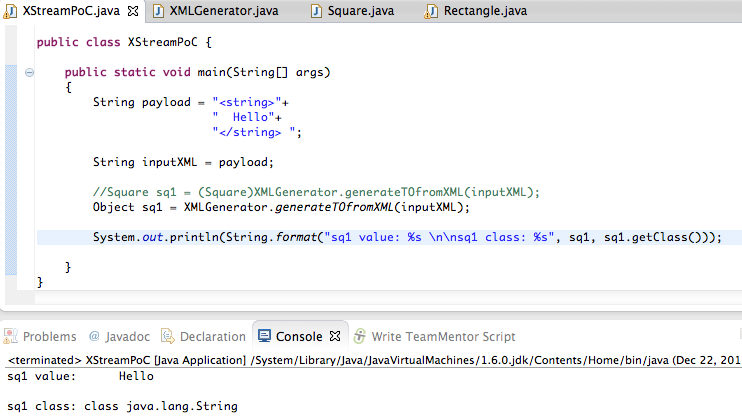 XStreamPoC.java XMLGenerator.java Square.java Rectangle.java
public class XStreamPoC {
public static void main(String[] args)
{
String payload = "<string>"+
"  Hello"+
"</string> ";
String inputXML = payload;
//Square sq1 = (Square)XMLGenerator.generateTOfromXML(inputXML);
Object sq1 = XMLGenerator.generateTOfromXML(inputXML);
System.out.println(String.format("sq1 value: %s \n\nsq1 class: %s", sq1, sq1.getClass()));
}
}
Problems @ Javadoc Declaration Console Write TeamMentor Script
<terminated> XStreamPoC [Java Application] /System/Library/Java/JavaVirtualMachines/1.6.0.jdk/Contents/Home/bin/java (Dec 22, 201
sq1 value:      Hello
sq1 class: class java.lang.String